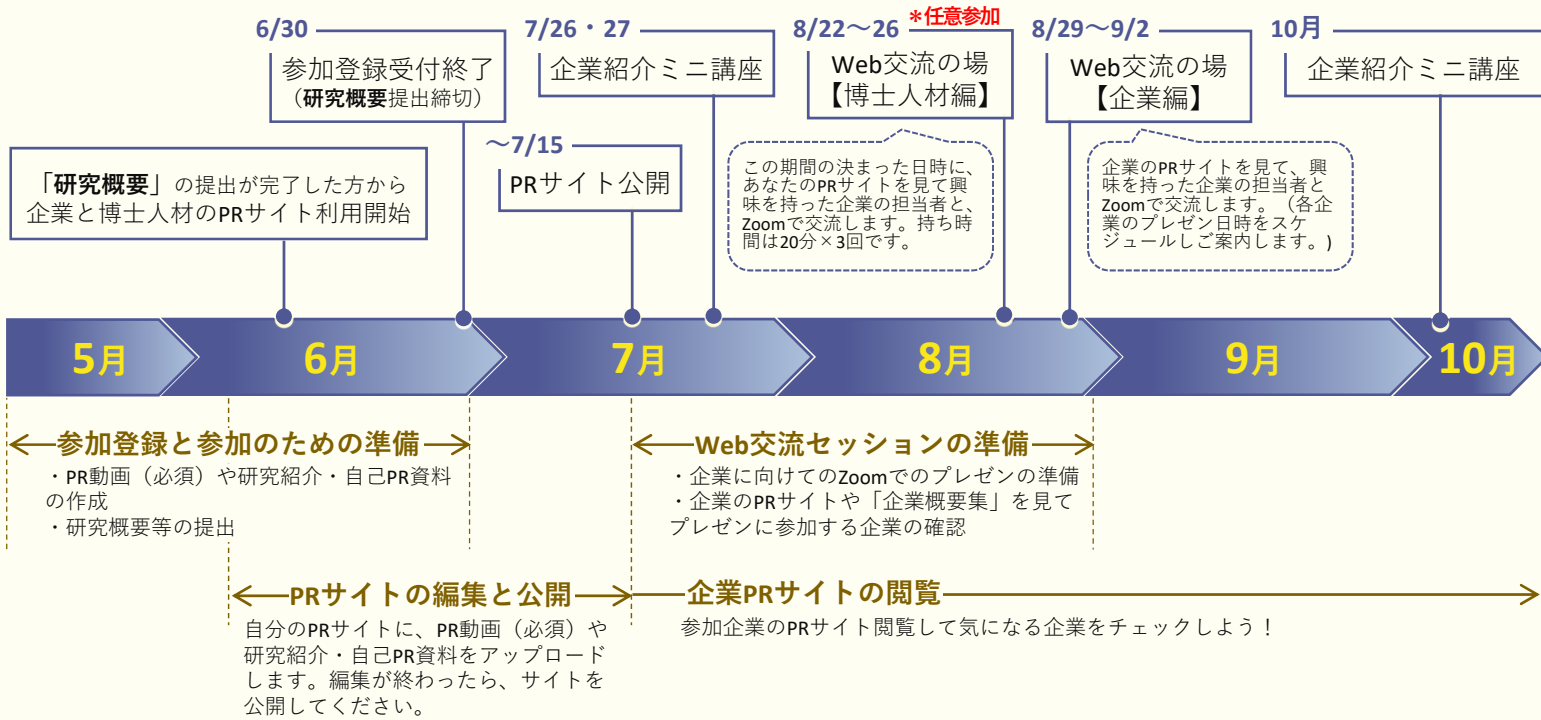 6/30
参加登録受付終了
（研究概要提出締切）
7/26・27
企業紹介ミニ講座
8/22～26
＊任意参加
Web交流の場
【博士人材編】
8/29～9/2
Web交流の場
【企業編】
10月
企業紹介ミニ講座
「研究概要」の提出が完了した方から
企業と博士人材のPRサイト利用開始
～7/15
PRサイト公開
この期間の決まった日時に、
あなたのPRサイトを見て興
味を持った企業の担当者と、
Zoomで交流します。持ち時
間は20分×3回です。
企業のPRサイトを見て、興
味を持った企業の担当者と
Zoomで交流します。（各企
業のプレゼン日時をスケ
ジュールしご案内します。)
5月
6月
7月
8月
9月
10月
参加登録と参加のための準備
・PR動画（必須）や研究紹介・自己PR資料
の作成
・研究概要等の提出
Web交流セッションの準備
・企業に向けてのZoomでのプレゼンの準備
・企業のPRサイトや「企業概要集」を見て
プレゼンに参加する企業の確認
PRサイトの編集と公開
自分のPRサイトに、PR動画（必須）や
研究紹介・自己PR資料をアップロード
します。編集が終わったら、サイトを
公開してください。
企業PRサイトの閲覧
参加企業のPRサイト閲覧して気になる企業をチェックしよう！